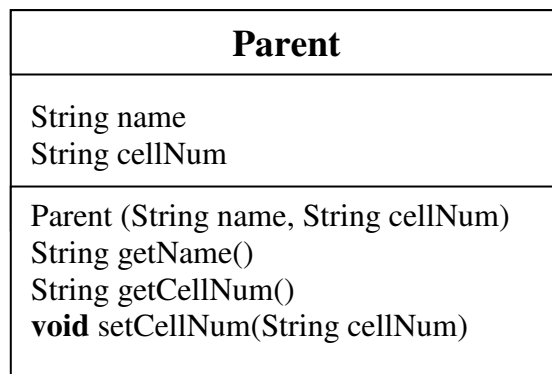 Parent
String name
String cellNum
Parent (String name, String cellNum)
String getName()
String getCellNum()
void setCellNum(String cellNum)